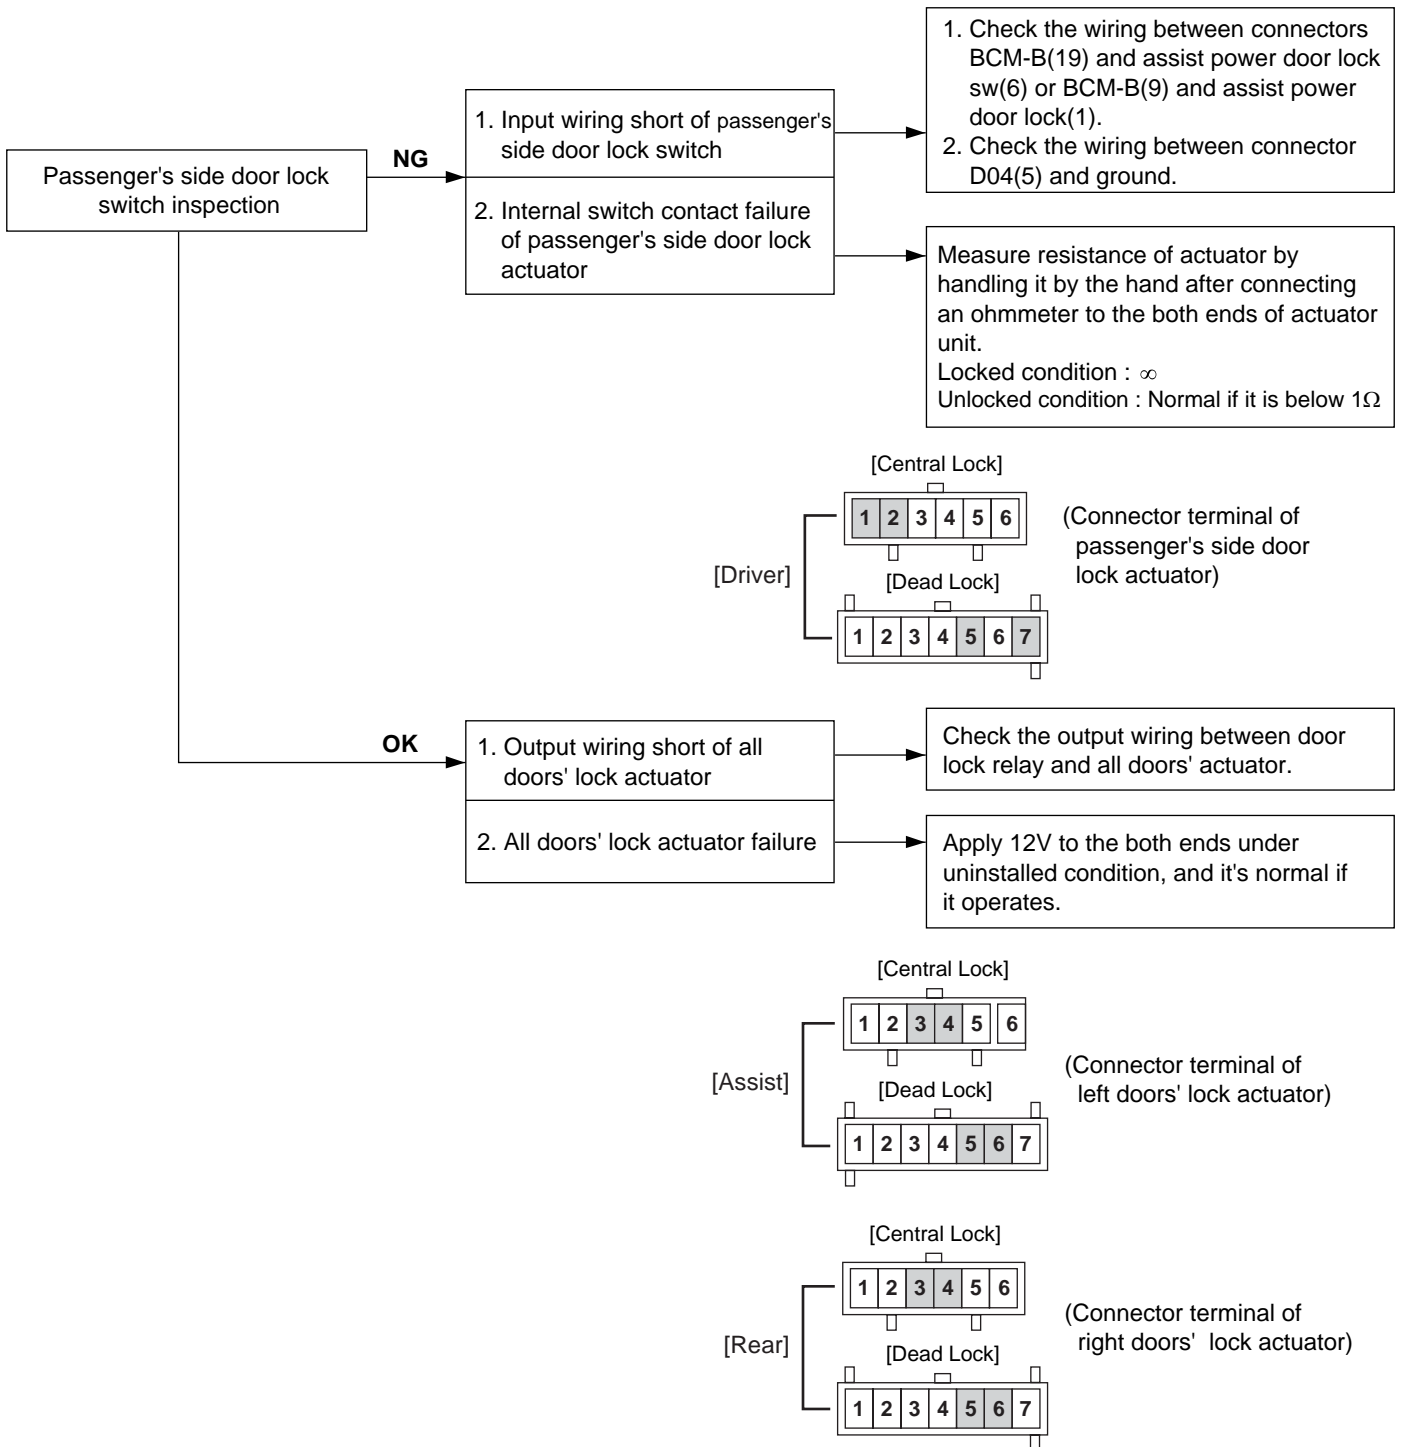 Passenger's side door lock
switch inspection
NG
1. Input wiring short of passenger's
side door lock switch
2. Internal switch contact failure
of passenger's side door lock
actuator
1. Check the wiring between connectors
BCM-B(19) and assist power door lock
sw(6) or BCM-B(9) and assist power
door lock(1).
2. Check the wiring between connector
D04(5) and ground.
Measure resistance of actuator by
handling it by the hand after connecting
an ohmmeter to the both ends of actuator
unit.
Locked condition : ∞
Unlocked condition : Normal if it is below 1Ω
[Central Lock]
1 2 3 4 5 6
[Driver]
[Dead Lock]
1 2 3 4 5 6 7
(Connector terminal of
passenger's side door
lock actuator)
OK
1. Output wiring short of all
doors' lock actuator
2. All doors' lock actuator failure
Check the output wiring between door
lock relay and all doors' actuator.
Apply 12V to the both ends under
uninstalled condition, and it's normal if
it operates.
[Central Lock]
1 2 3 4 5 6
[Assist]
[Dead Lock]
1 2 3 4 5 6 7
(Connector terminal of
left doors' lock actuator)
[Central Lock]
1 2 3 4 5 6
[Rear]
[Dead Lock]
1 2 3 4 5 6 7
(Connector terminal of
right doors' lock actuator)